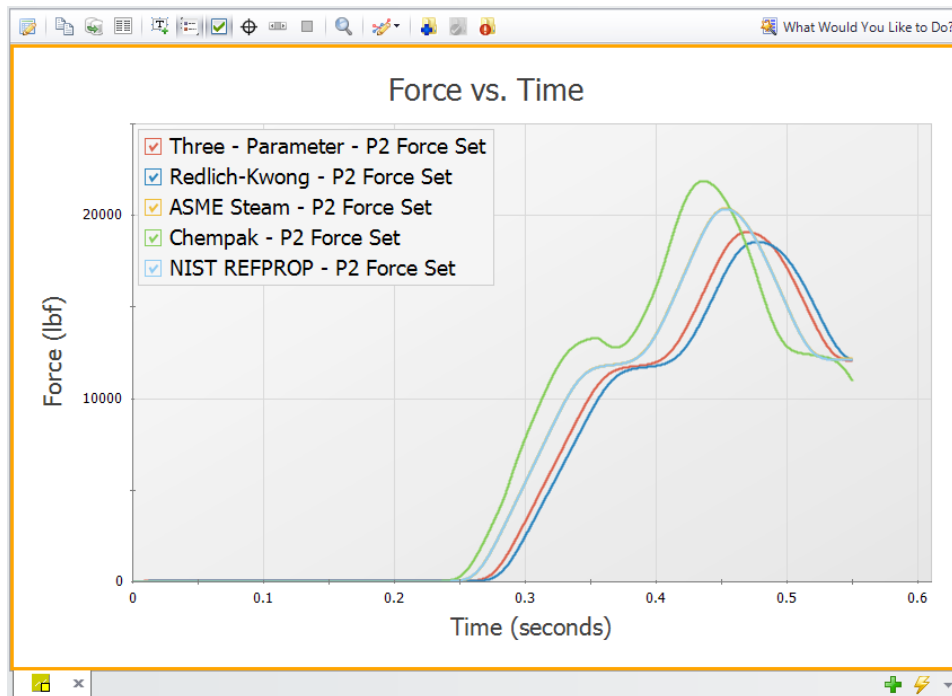 What Would You Like to Do?
Force vs. Time
Three - Parameter - P2 Force Set
Redlich-Kwong - P2 Force Set
ASME Steam - P2 Force Set
Chempak - P2 Force Set
NIST REFPROP - P2 Force Set
20000
10000
0
Force (lbf)
0 0.1 0.2 0.3 0.4 0.5 0.6
Time (seconds)